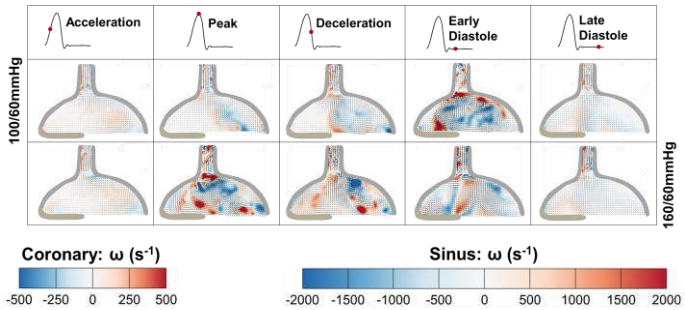 Acceleration
Peak
Deceleration
Early
Diastole
Late
Diastole
100/60mmHg
160/60mmHg
Coronary: ω (s⁻¹)
-500 -250 0 250 500
Sinus: ω (s⁻¹)
-2000 -1500 -1000 -500 0 500 1000 1500 2000